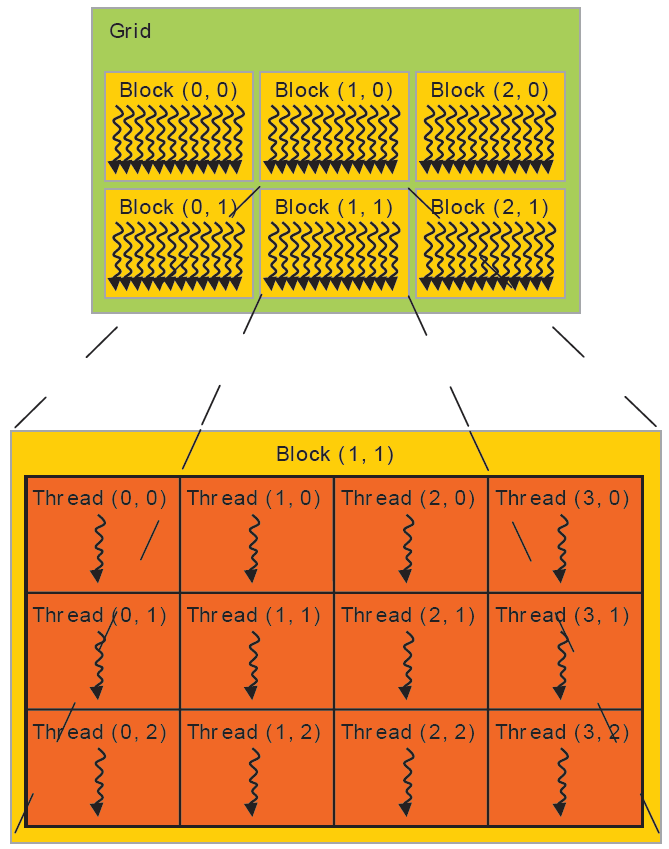 Grid
Block (0, 0) Block (1, 0) Block (2, 0)
Block (0, 1) Block (1, 1) Block (2, 1)
Block (1, 1)
Thread (0, 0) Thread (1, 0) Thread (2, 0) Thread (3, 0)
Thread (0, 1) Thread (1, 1) Thread (2, 1) Thread (3, 1)
Thread (0, 2) Thread (1, 2) Thread (2, 2) Thread (3, 2)